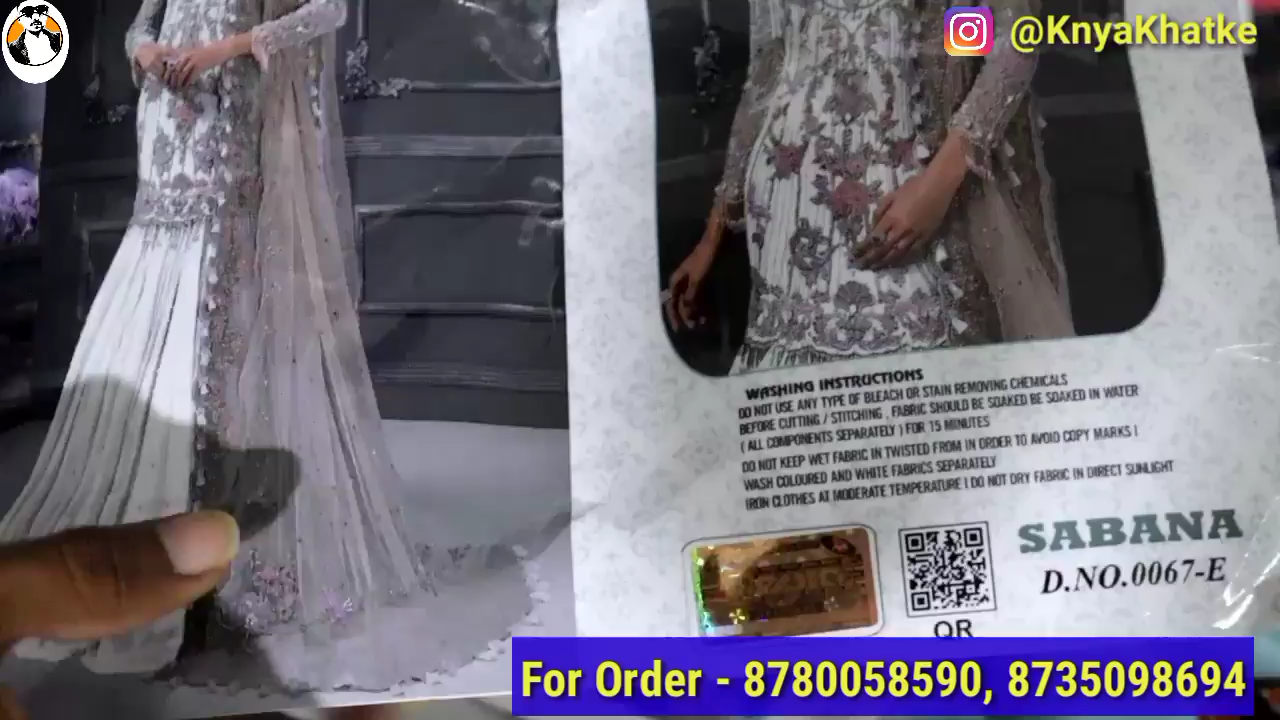 @KnyaKhatke
WASHING INSTRUCTIONS
DO NOT USE ANY TYPE OF BLEACH OR STAIN REMOVING CHEMICALS
BEFORE CUTTING / STITCHING , FABRIC SHOULD BE SOAKED BE SOAKED IN WATER
( ALL COMPONENTS SEPARATELY ) FOR 15 MINUTES
DO NOT KEEP WET FABRIC IN TWISTED FROM IN ORDER TO AVOID COPY MARKS |
WASH COLOURED AND WHITE FABRICS SEPARATELY
IRON CLOTHES AT MODERATE TEMPERATURE | DO NOT DRY FABRIC IN DIRECT SUNLIGHT
SABANA
D.NO.0067-E
QR
For Order - 8780058590, 8735098694